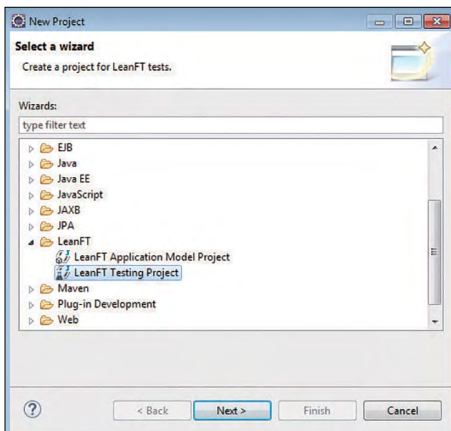 New Project
Select a wizard
Create a project for LeanFT tests.
Wizards:
type filter text
EJB
Java
Java EE
JavaScript
JAXB
JPA
LeanFT
LeanFT Application Model Project
LeanFT Testing Project
Maven
Plug-in Development
Web
?
< Back
Next >
Finish
Cancel